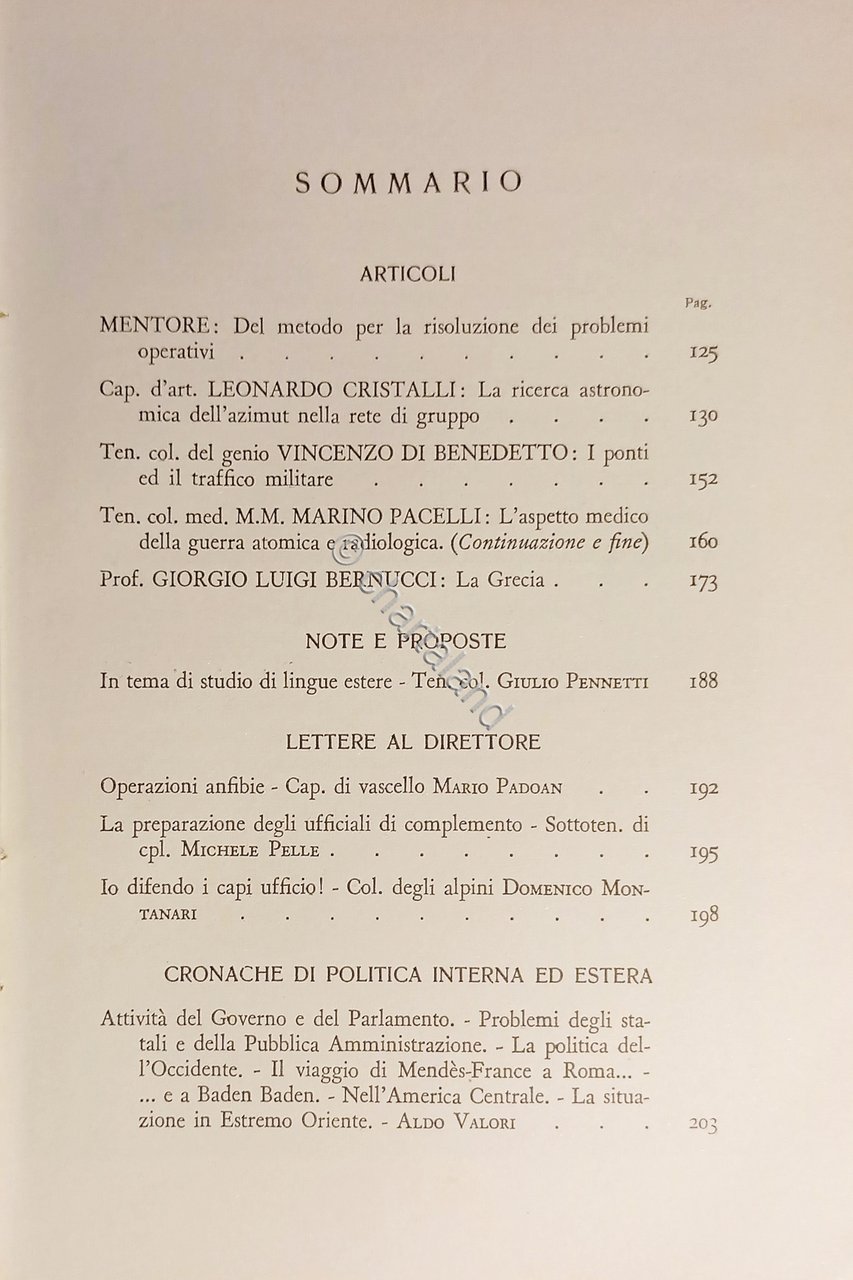 SOMMARIO
ARTICOLI
Pag.
MENTORE: Del metodo per la risoluzione dei problemi
operativi . . . . . . . . . . 125
Cap. d'art. LEONARDO CRISTALLI: La ricerca astrono-
mica dell'azimut nella rete di gruppo . . . . 130
Ten. col. del genio VINCENZO DI BENEDETTO: I ponti
ed il traffico militare . . . . . . . 152
Ten. col. med. M.M. MARINO PACELLI: L'aspetto medico
della guerra atomica e radiologica. (Continuazione e fine) 160
Prof. GIORGIO LUIGI BERNUCCI: La Grecia . . . 173
NOTE E PROPOSTE
In tema di studio di lingue estere - Ten. col. GIULIO PENNETTI 188
LETTERE AL DIRETTORE
Operazioni anfibie - Cap. di vascello MARIO PADOAN . . 192
La preparazione degli ufficiali di complemento - Sottoten. di
cpl. MICHELE PELLE . . . . . . . . 195
Io difendo i capi ufficio! - Col. degli alpini DOMENICO MON-
TANARI . . . . . . . . . . 198
CRONACHE DI POLITICA INTERNA ED ESTERA
Attività del Governo e del Parlamento. - Problemi degli sta-
tali e della Pubblica Amministrazione. - La politica del-
l'Occidente. - Il viaggio di Mendès-France a Roma... -
... e a Baden Baden. - Nell'America Centrale. - La situa-
zione in Estremo Oriente. - ALDO VALORI . . . 203
© chartaland